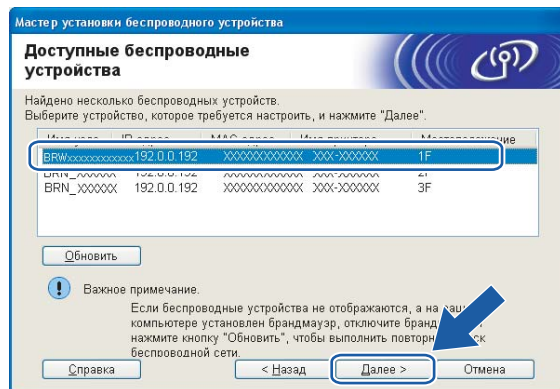 Мастер установки беспроводного устройства
Доступные беспроводные
устройства
Найдено несколько беспроводных устройств.
Выберите устройство, которое требуется настроить, и нажмите "Далее".
BRWxxxxxxxxxxxx192.0.0.192 XXXXXXXXXXXX XXX-XXXXXX 1F
BRN_XXXXXX 192.0.0.192 XXXXXXXXXXXX XXX-XXXXXX 2F
BRN_XXXXXX 192.0.0.192 XXXXXXXXXXXX XXX-XXXXXX 3F
Обновить
Важное примечание.
Если беспроводные устройства не отображаются, а на
компьютере установлен брандмауэр, отключите
нажмите кнопку "Обновить", чтобы выполнить
беспроводной сети.
Справка < Назад Далее > Отмена